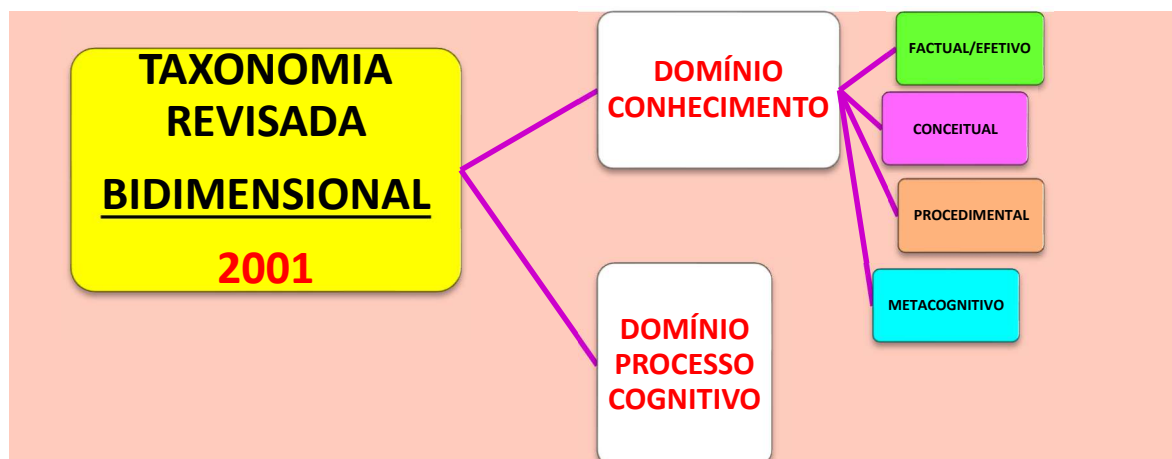 TAXONOMIA
REVISADA
BIDIMENSIONAL
2001
DOMÍNIO
CONHECIMENTO
FACTUAL/EFETIVO
CONCEITUAL
PROCEDIMENTAL
METACOGNITIVO
DOMÍNIO
PROCESSO
COGNITIVO